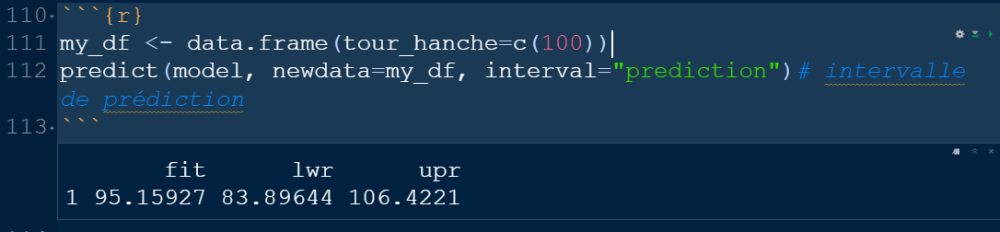 110 ```{r}
111 my_df <- data.frame(tour_hanche=c(100))
112 predict(model, newdata=my_df, interval="prediction")# intervalle
de prédiction
113 ```
fit lwr upr
1 95.15927 83.89644 106.4221